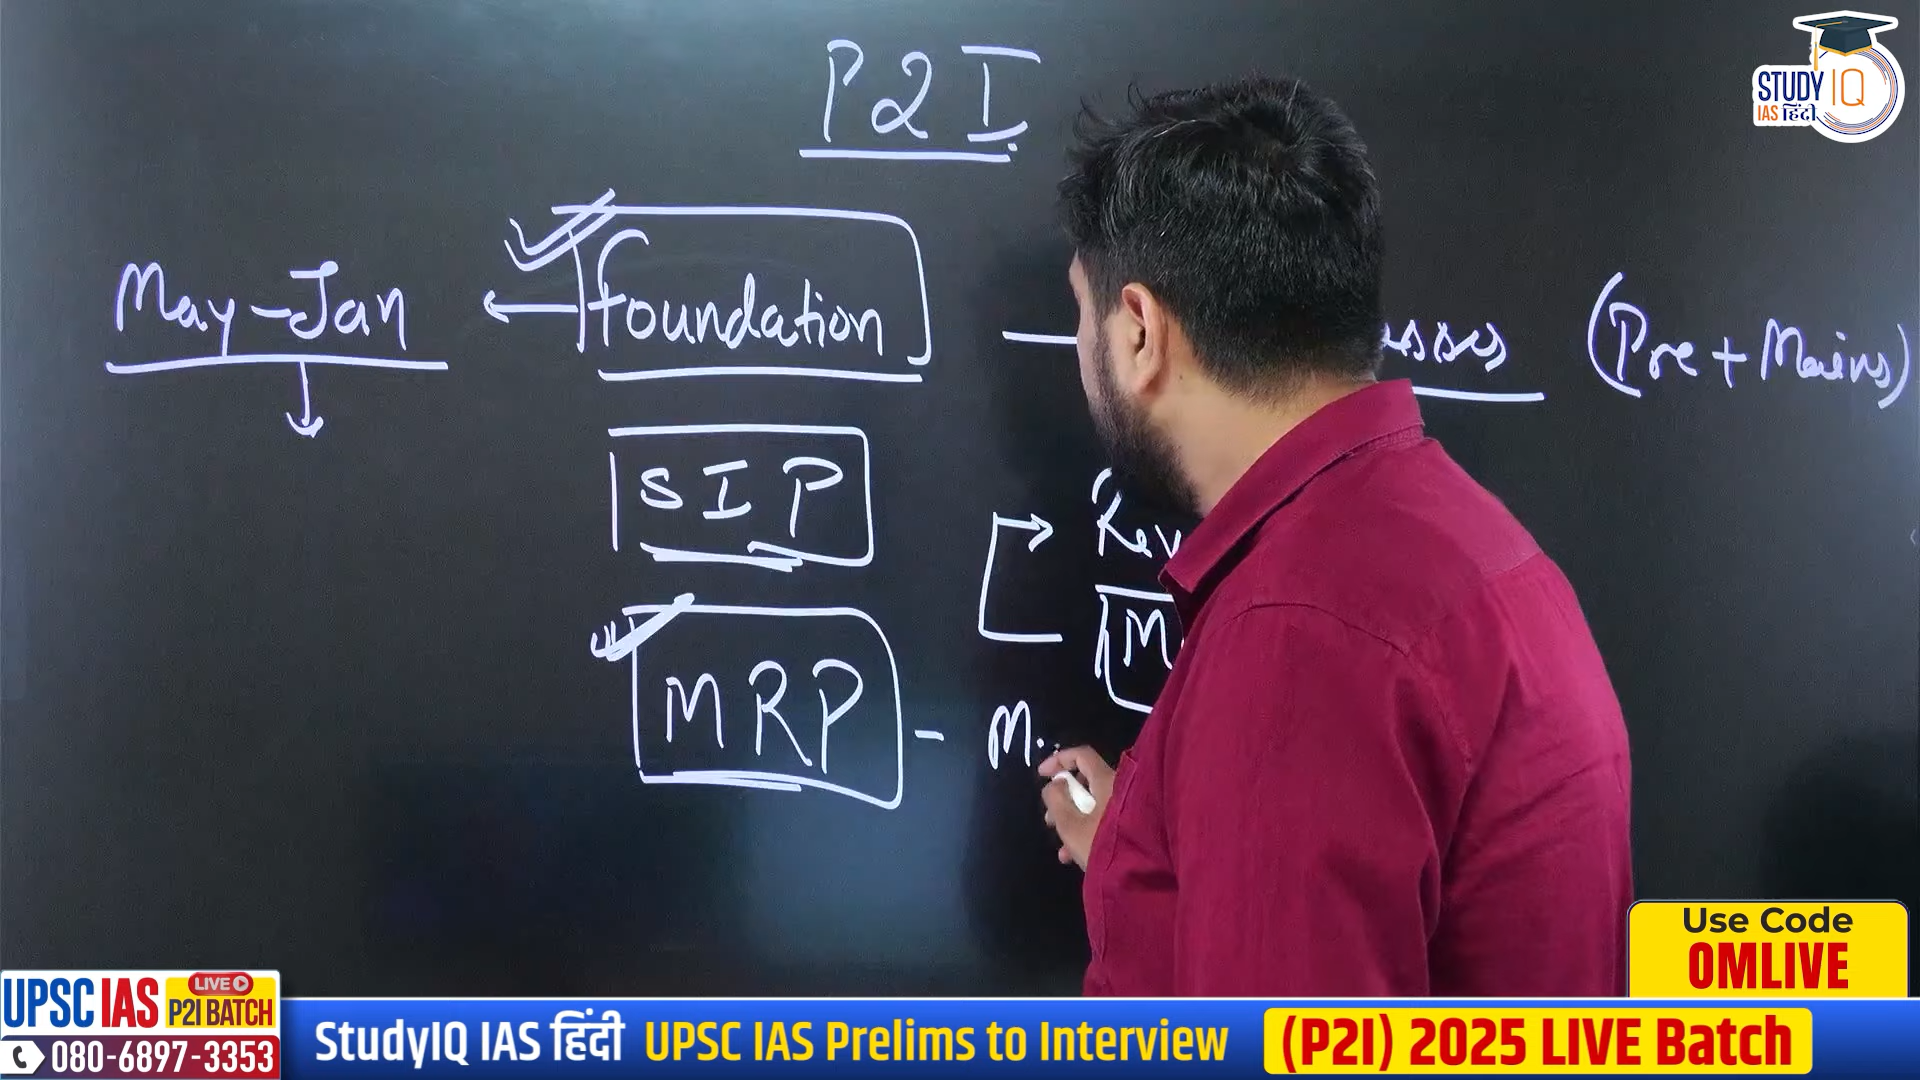 P2I
STUDY IQ
IAS हिंदी
May-Jan
foundation
(Pre + Mains)
SIP
MRP - M
Use Code
OMLIVE
UPSC IAS
LIVE
P2I BATCH
080-6897-3353
StudyIQ IAS हिंदी UPSC IAS Prelims to Interview (P2I) 2025 LIVE Batch